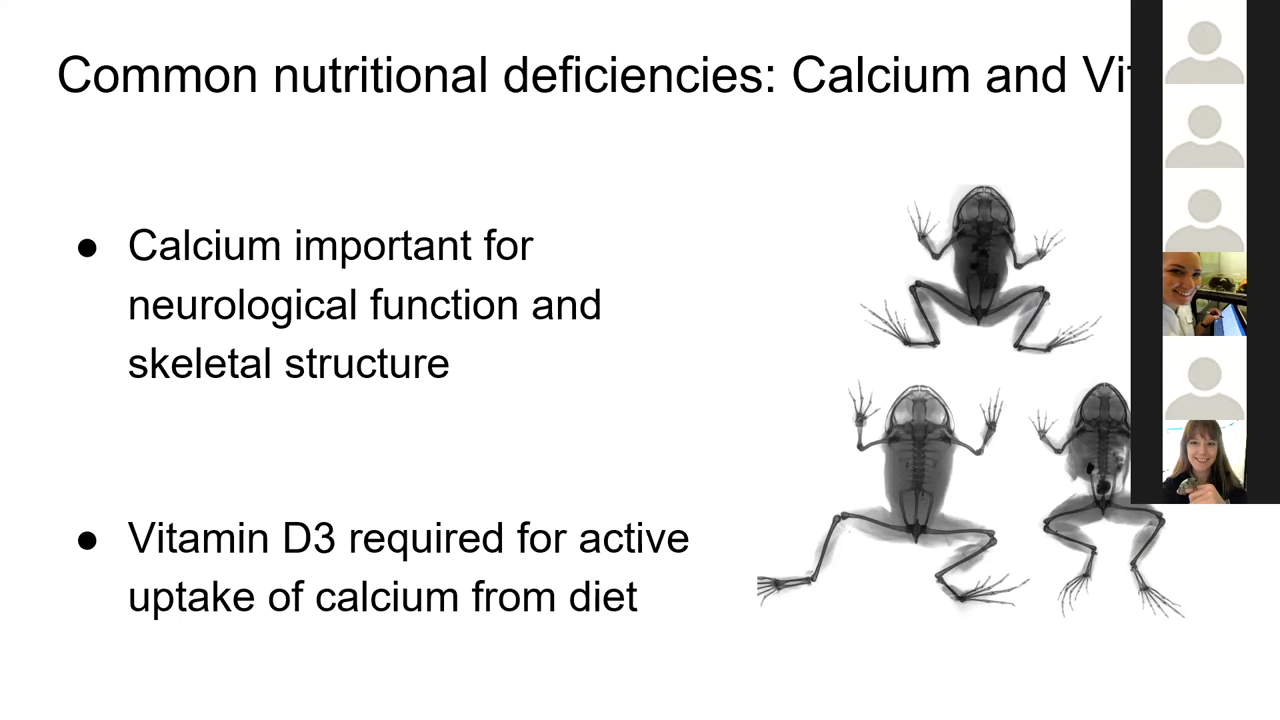 Common nutritional deficiencies: Calcium and
● Calcium important for
neurological function and
skeletal structure
● Vitamin D3 required for active
uptake of calcium from diet